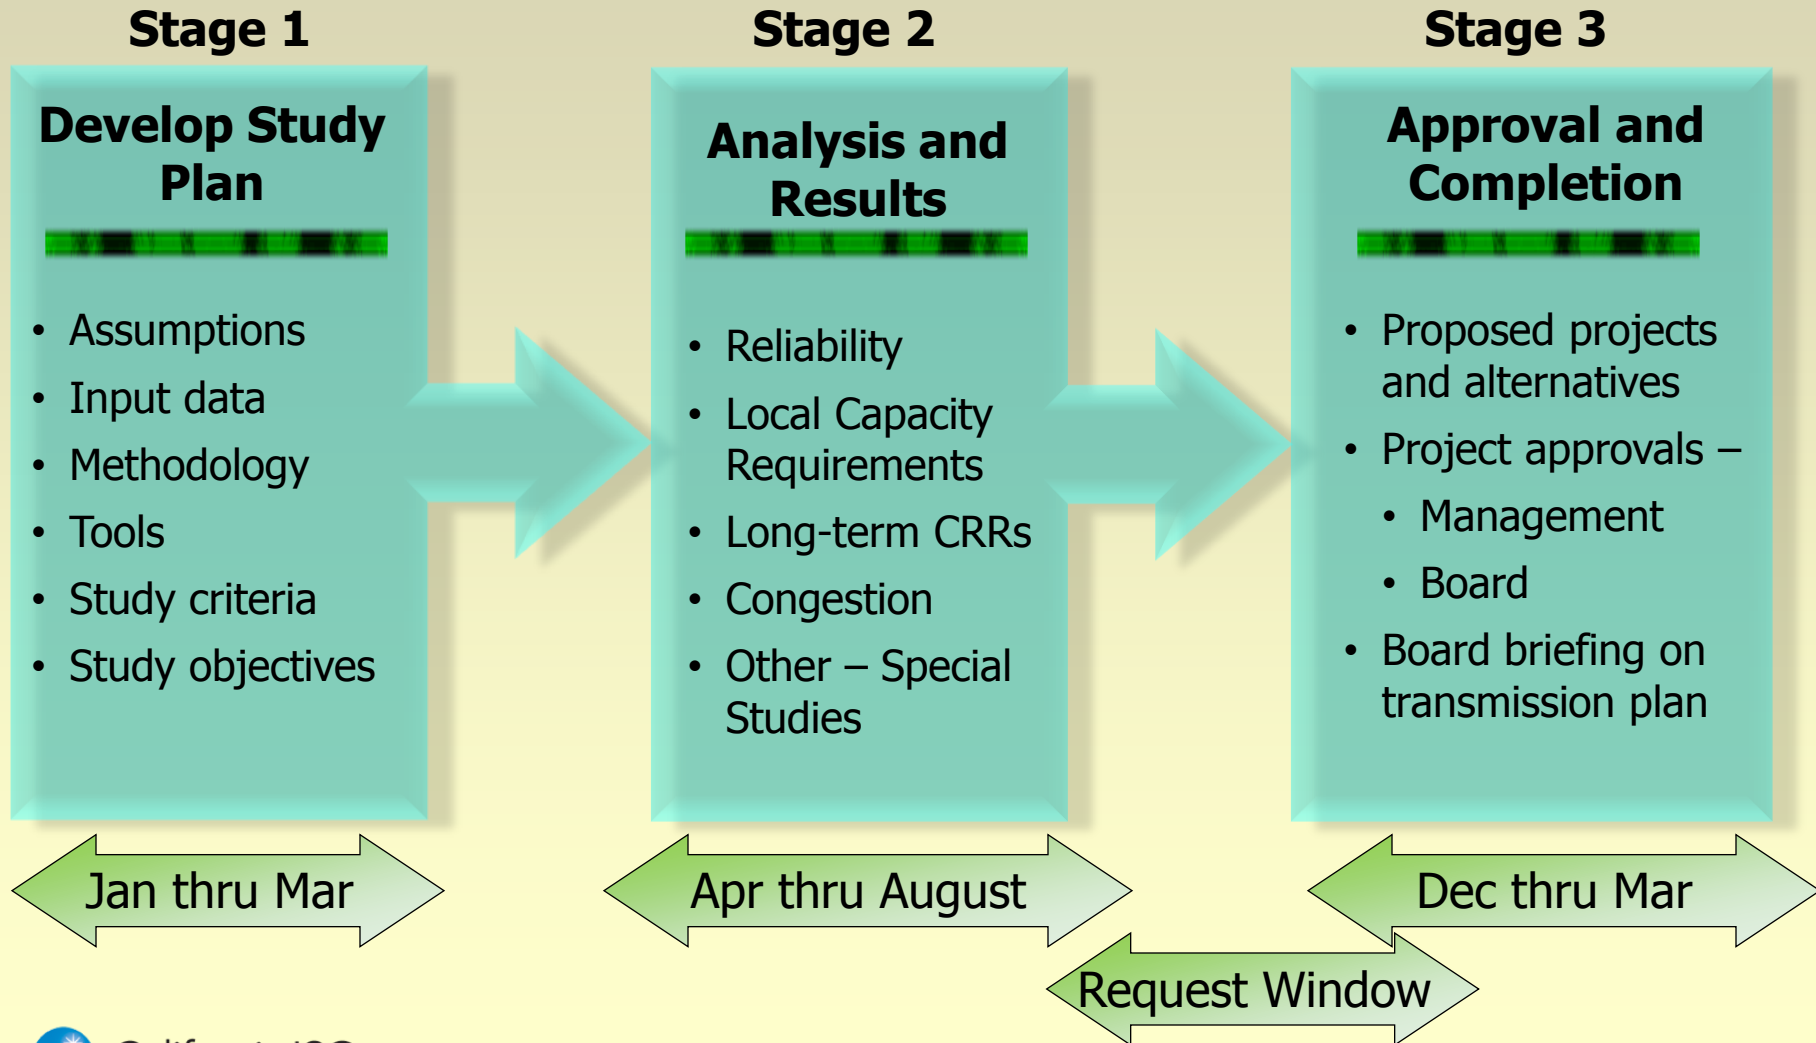 Stage 1
Develop Study
Plan
• Assumptions
• Input data
• Methodology
• Tools
• Study criteria
• Study objectives
Jan thru Mar
Stage 2
Analysis and
Results
• Reliability
• Local Capacity
Requirements
• Long-term CRRs
• Congestion
• Other – Special
Studies
Apr thru August
Stage 3
Approval and
Completion
• Proposed projects
and alternatives
• Project approvals –
• Management
• Board
• Board briefing on
transmission plan
Dec thru Mar
Request Window
California ISO